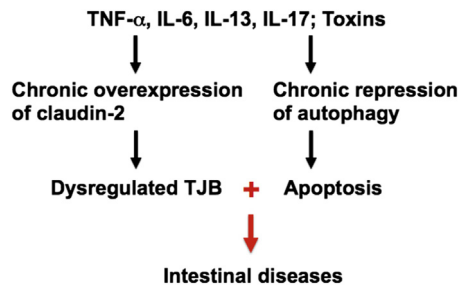 TNF-α, IL-6, IL-13, IL-17; Toxins
Chronic overexpression
of claudin-2
Chronic repression
of autophagy
Dysregulated TJB + Apoptosis
Intestinal diseases